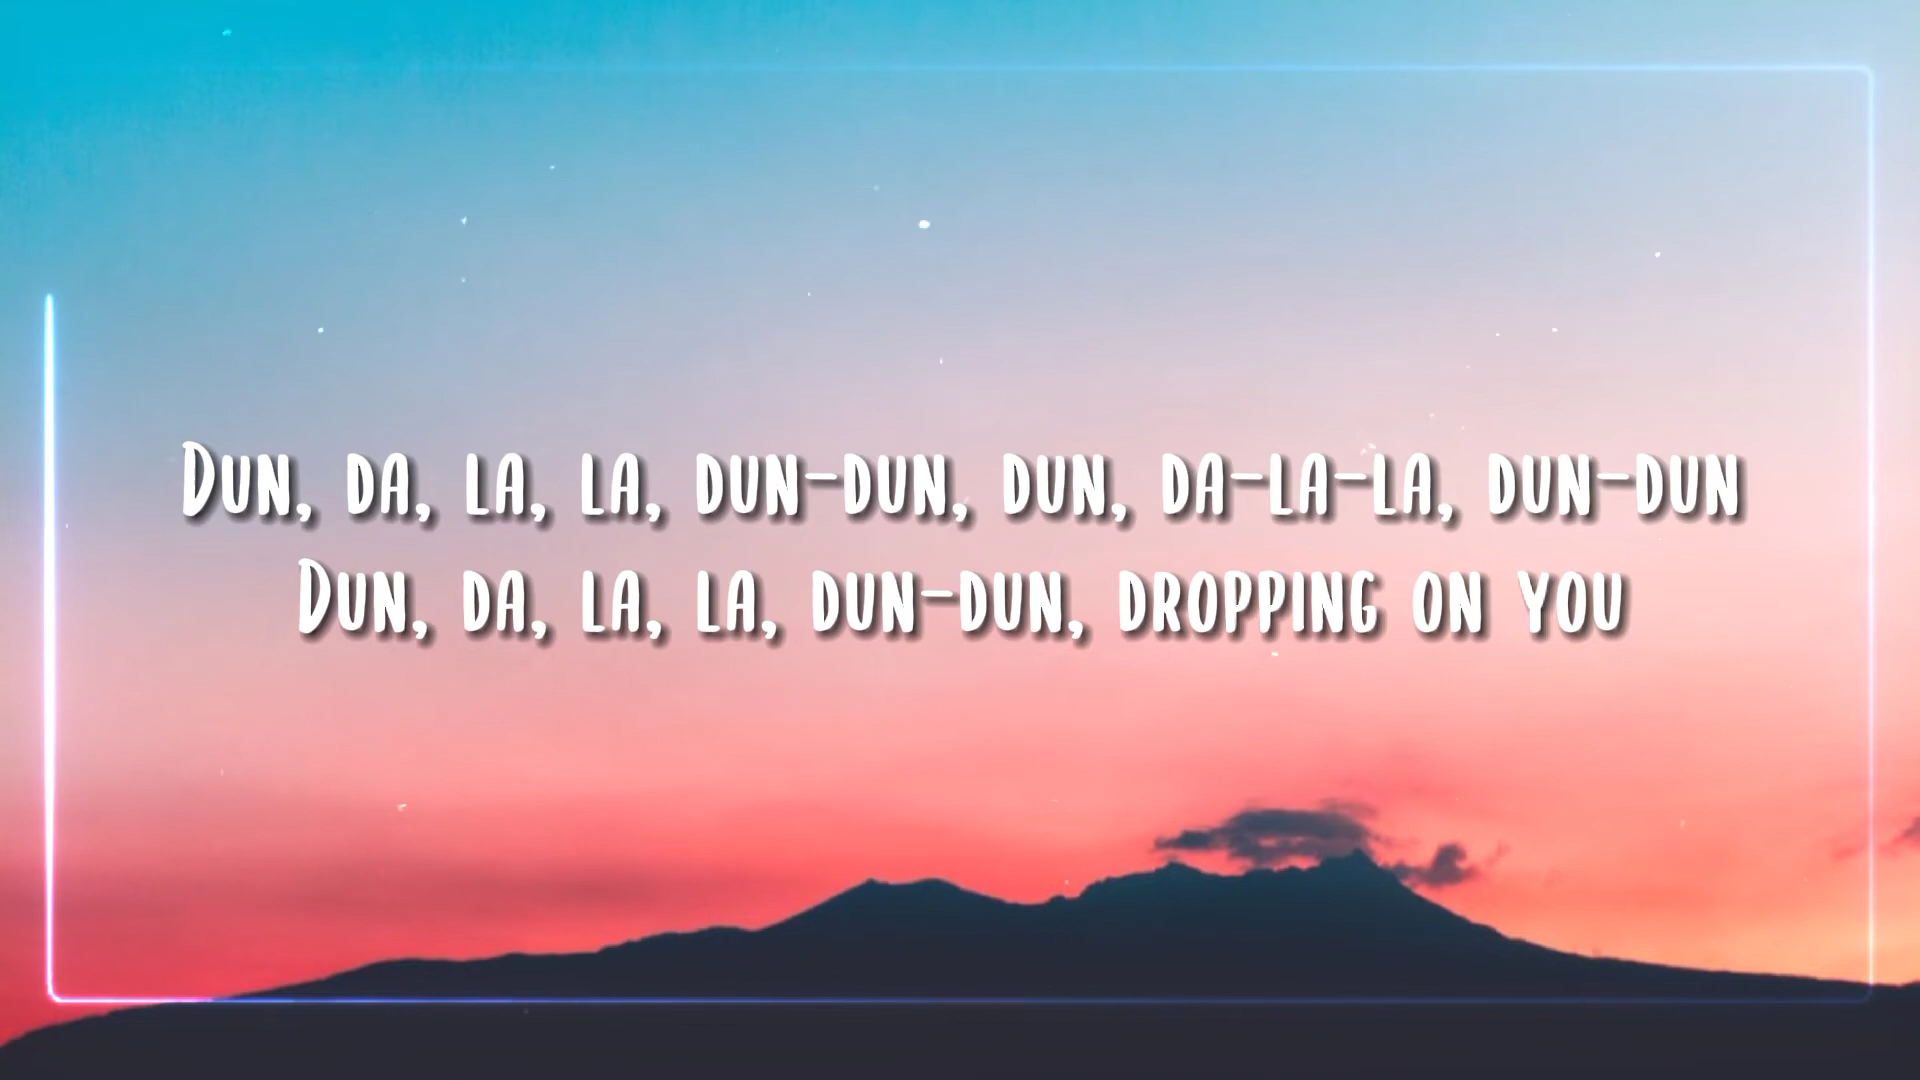 Dun, da, la, la, dun-dun, dun, da-la-la, dun-dun
Dun, da, la, la, dun-dun, dropping on you